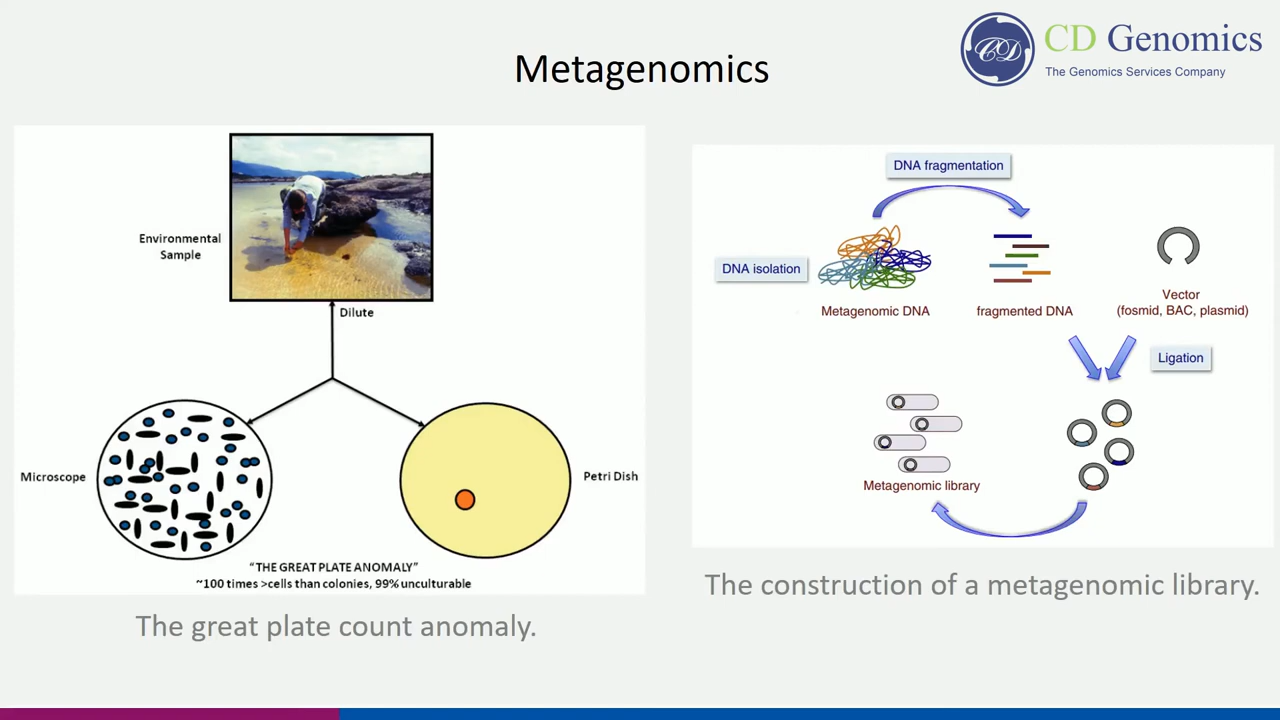 CD Genomics
The Genomics Services Company
Metagenomics
Environmental
Sample
Dilute
Microscope
Petri Dish
“THE GREAT PLATE ANOMALY”
~100 times >cells than colonies, 99% unculturable
The great plate count anomaly.
DNA fragmentation
DNA isolation
Metagenomic DNA
fragmented DNA
Vector
(fosmid, BAC, plasmid)
Ligation
Metagenomic library
The construction of a metagenomic library.